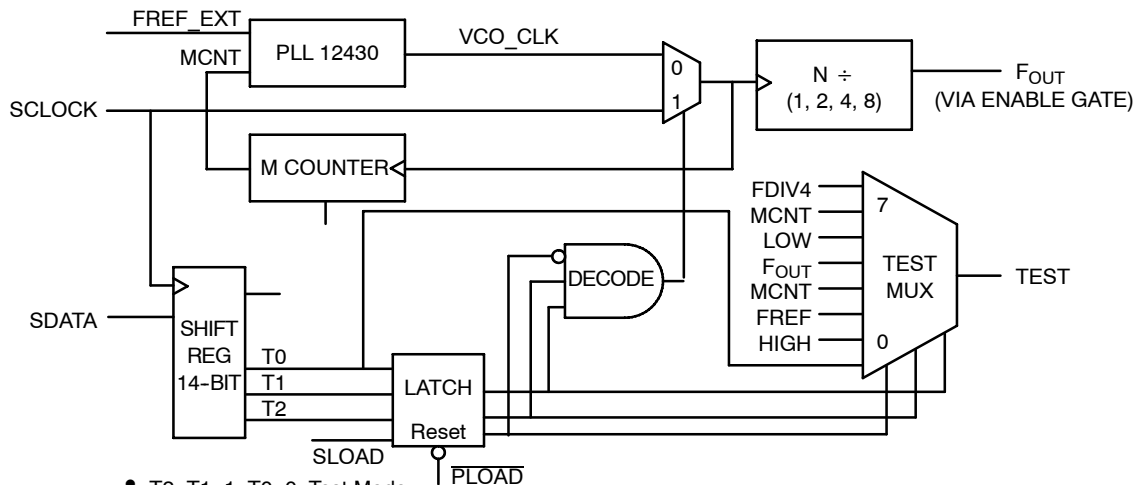 FREF_EXT
MCNT
PLL 12430
VCO_CLK
SCLOCK
0
1
N ÷
(1, 2, 4, 8)
FOUT
(VIA ENABLE GATE)
M COUNTER
FDIV4
MCNT
LOW
FOUT
MCNT
FREF
HIGH
7
TEST
MUX
0
TEST
DECODE
SDATA
SHIFT
REG
14-BIT
T0
T1
T2
LATCH
Reset
SLOAD
PLOAD